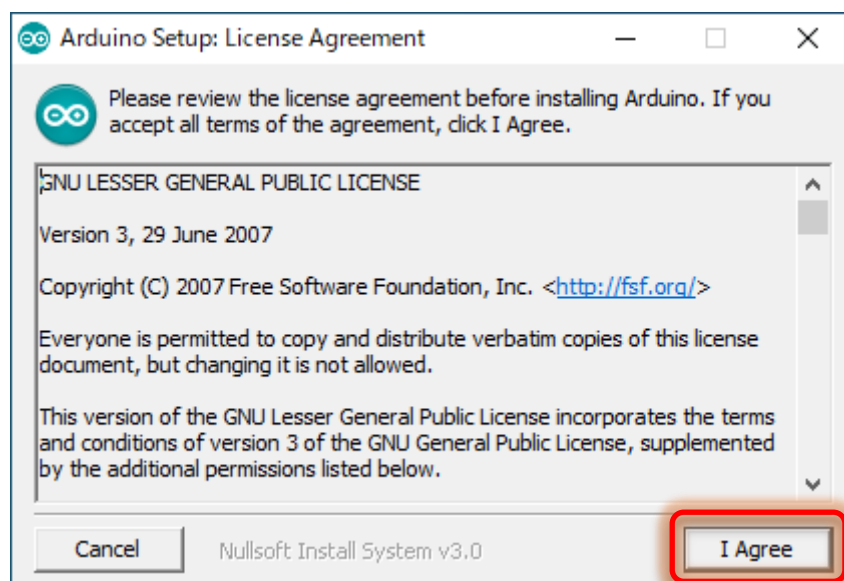 Arduino Setup: License Agreement
Please review the license agreement before installing Arduino. If you
accept all terms of the agreement, click I Agree.
GNU LESSER GENERAL PUBLIC LICENSE
Version 3, 29 June 2007
Copyright (C) 2007 Free Software Foundation, Inc. <http://fsf.org/>
Everyone is permitted to copy and distribute verbatim copies of this license
document, but changing it is not allowed.
This version of the GNU Lesser General Public License incorporates the terms
and conditions of version 3 of the GNU General Public License, supplemented
by the additional permissions listed below.
Cancel Nullsoft Install System v3.0 I Agree